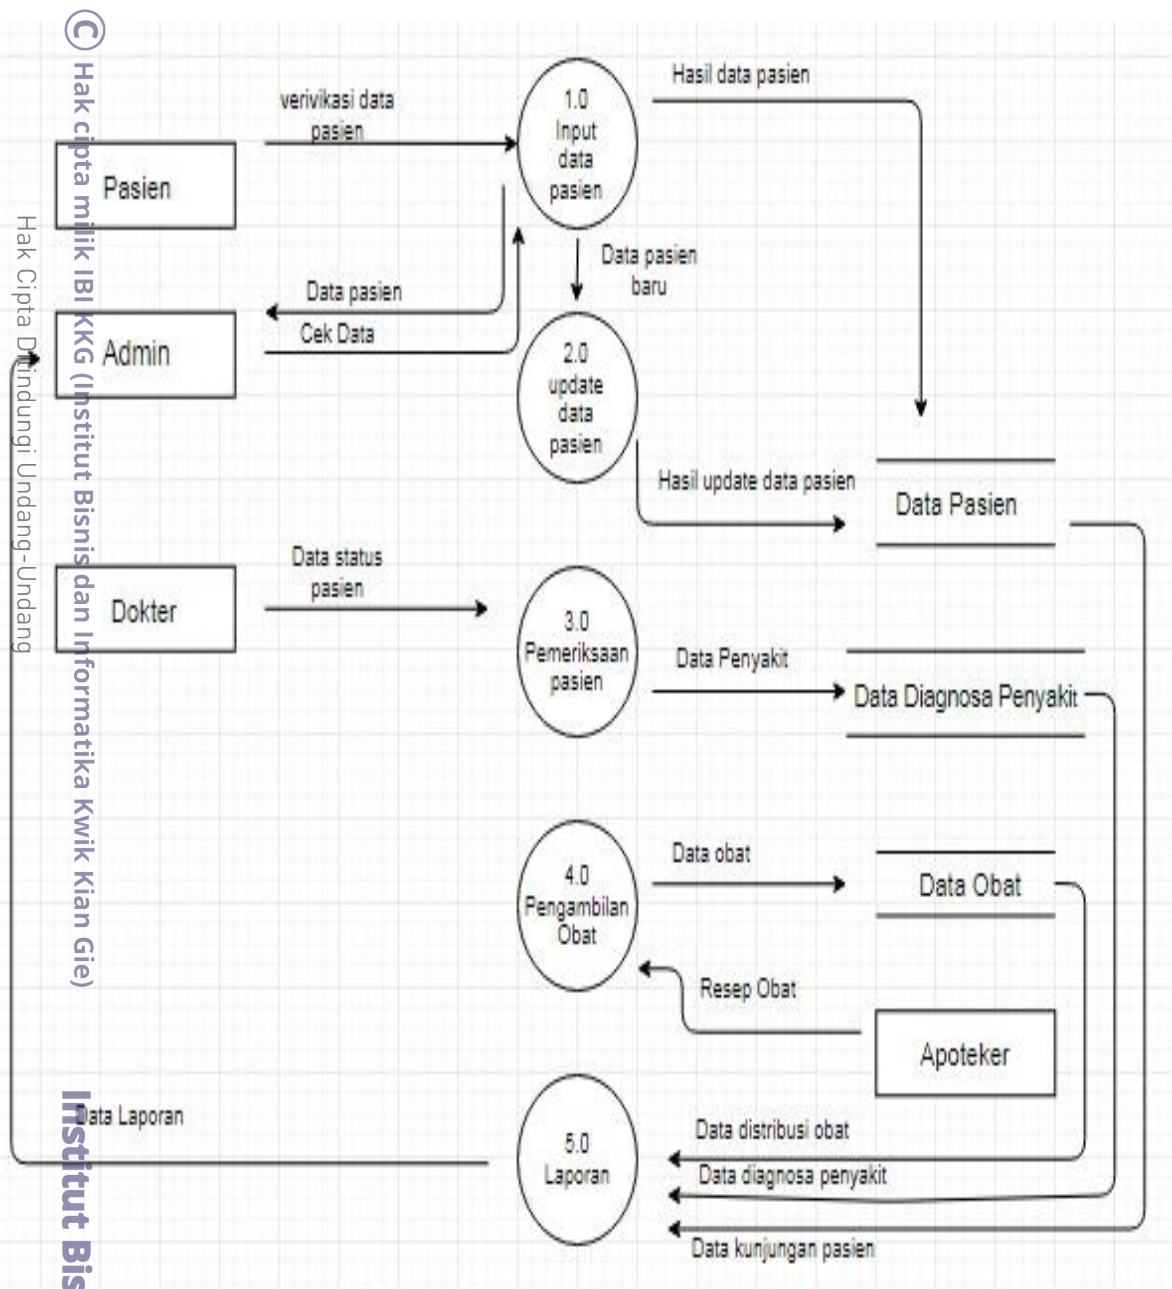 © Hak cipta milik IBI KKG (Institut Bisnis dan Informatika Kwik Kian Gie)
Hak Cipta Dilindungi Undang-Undang
Institut Bis
verivikasi data
pasien
1.0
Input
data
pasien
Hasil data pasien
Pasien
Data pasien
baru
Data pasien
Cek Data
Admin
2.0
update
data
pasien
Hasil update data pasien
Data Pasien
Data status
pasien
Dokter
3.0
Pemeriksaan
pasien
Data Penyakit
Data Diagnosa Penyakit
4.0
Pengambilan
Obat
Data obat
Data Obat
Resep Obat
Apoteker
Data Laporan
5.0
Laporan
Data distribusi obat
Data diagnosa penyakit
Data kunjungan pasien